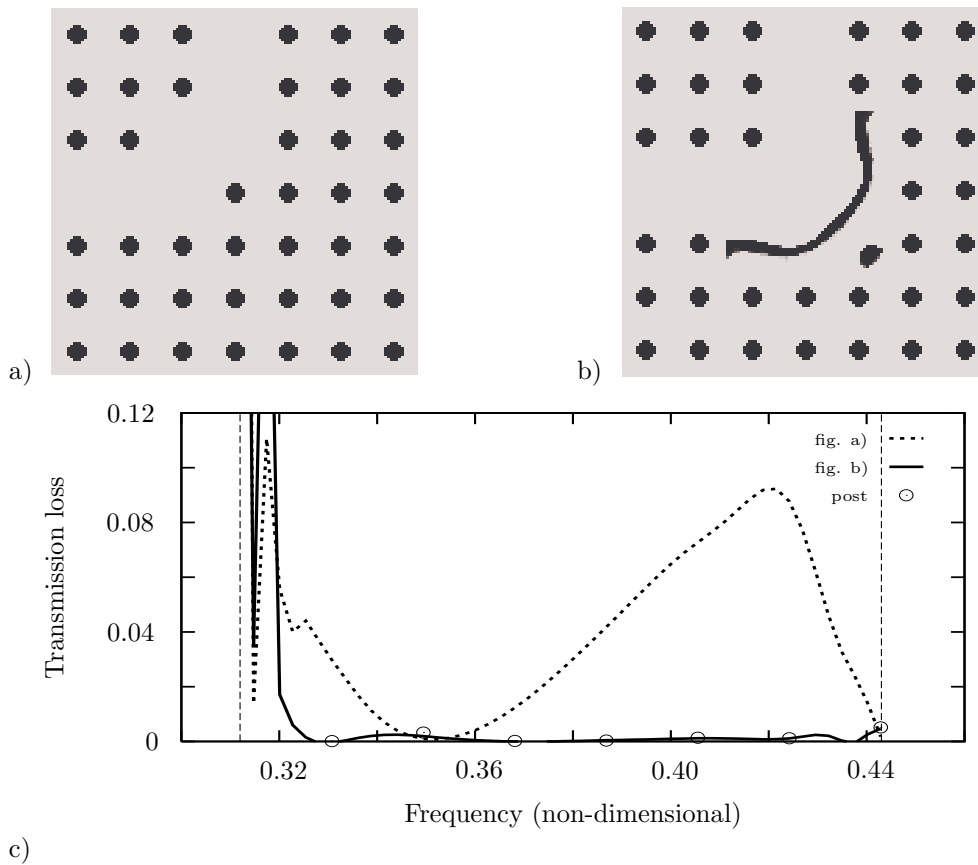 a)
b)
0.12
0.08
0.04
0
Transmission loss
fig. a)
fig. b)
post
0.32
0.36
0.40
0.44
Frequency (non-dimensional)
c)